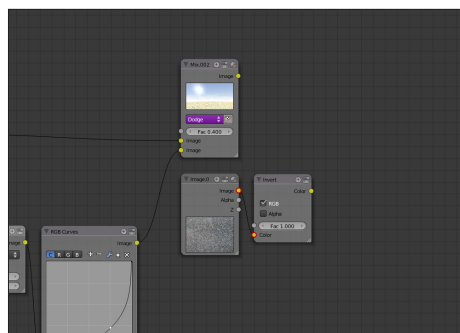 Mix.002
Image
Dodge
Fac 0.400
Image
Image
Image.0
Image
Alpha
Z
Invert
Color
RGB
Alpha
Fac 1.000
Color
RGB Curves
Image
C R G B